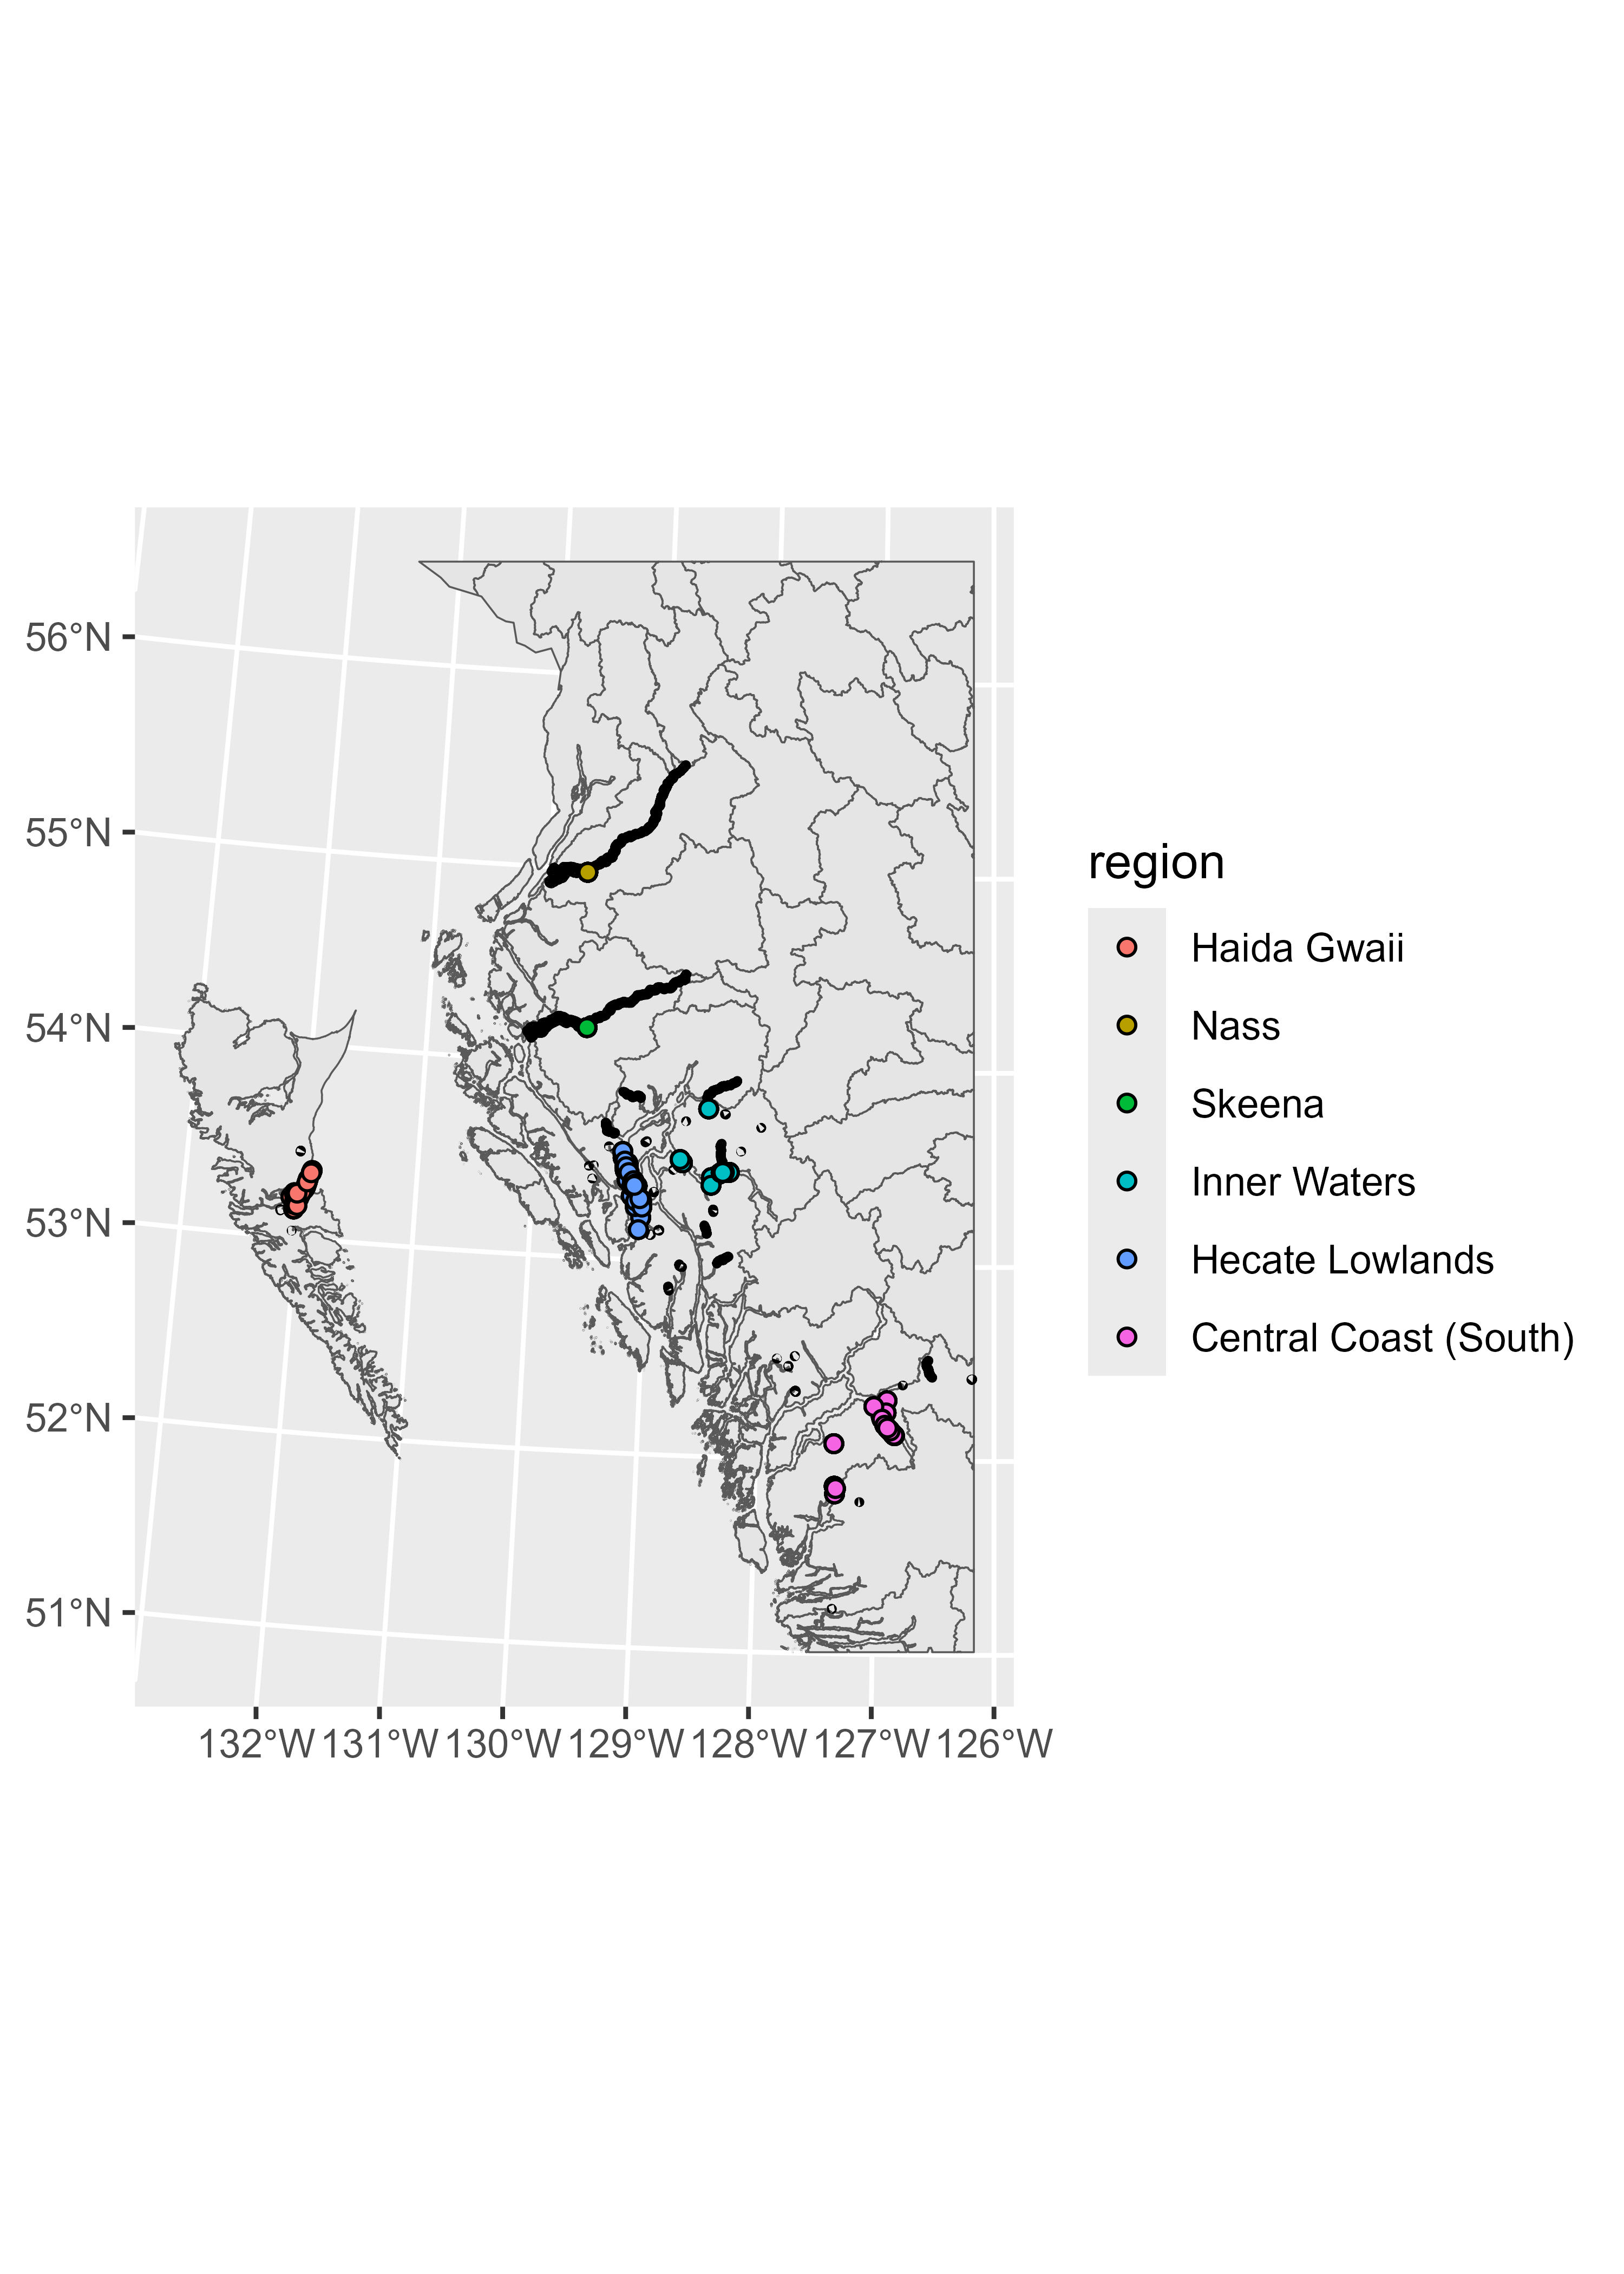 56°N
55°N
54°N
53°N
52°N
51°N
132°W 131°W 130°W 129°W 128°W 127°W 126°W
region
Haida Gwaii
Nass
Skeena
Inner Waters
Hecate Lowlands
Central Coast (South)